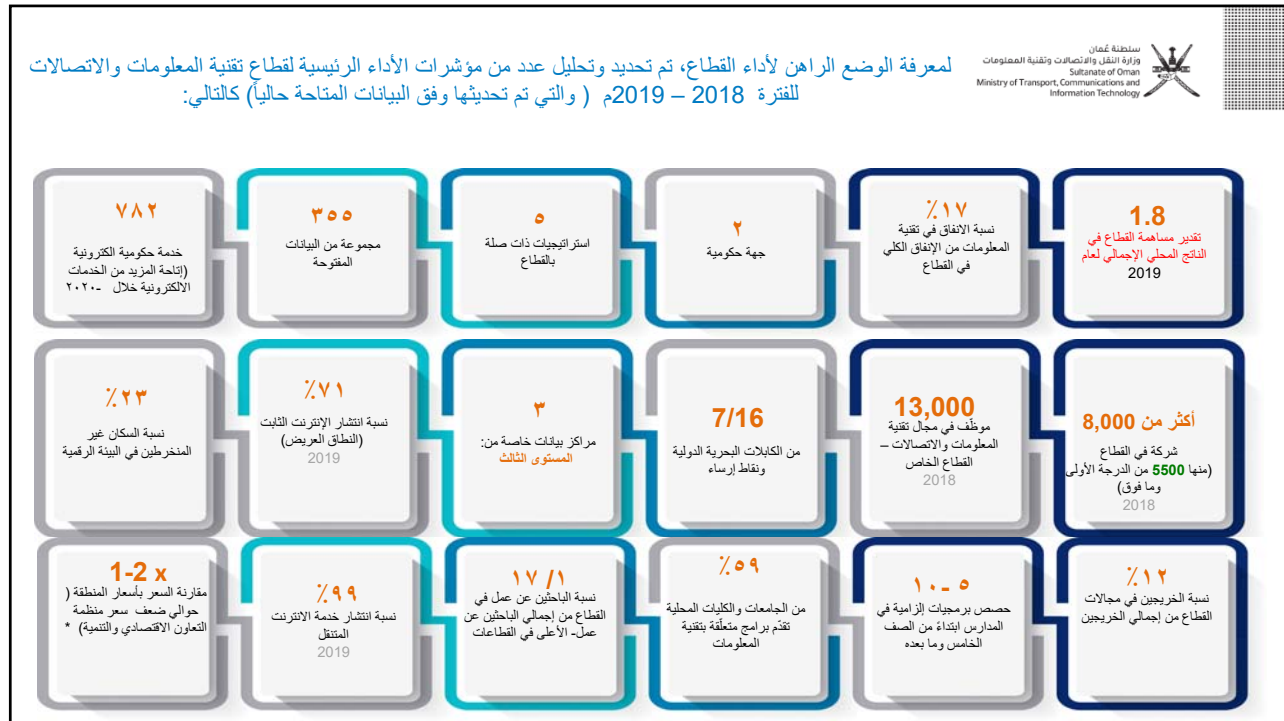 سلطنة عُمان
وزارة النقل والاتصالات وتقنية المعلومات
Sultanate of Oman
Ministry of Transport, Communications and
Information Technology
لمعرفة الوضع الراهن لأداء القطاع، تم تحديد وتحليل عدد من مؤشرات الأداء الرئيسية لقطاع تقنية المعلومات والاتصالات
للفترة 2018 – 2019م ( والتي تم تحديثها وفق البيانات المتاحة حالياً) كالتالي:
1.8
تقدير مساهمة القطاع في
الناتج المحلي الإجمالي لعام
2019
٪١٧
نسبة الانفاق في تقنية
المعلومات من الإنفاق الكلي
في القطاع
٢
جهة حكومية
٥
استراتيجيات ذات صلة
بالقطاع
٣٥٥
مجموعة من البيانات
المفتوحة
٧٨٢
خدمة حكومية الكترونية
(إتاحة المزيد من الخدمات
الالكترونية خلال ٢٠٢٠-
أكثر من 8,000
شركة في القطاع
(منها 5500 من الدرجة الأولى
وما فوق)
2018
13,000
موظف في مجال تقنية
المعلومات والاتصالات –
القطاع الخاص
2018
7/16
من الكابلات البحرية الدولية
ونقاط إرساء
٣
مراكز بيانات خاصة من:
المستوى الثالث
٪٧١
نسبة انتشار الإنترنت الثابت
(النطاق العريض)
2019
٪٢٣
نسبة السكان غير
المنخرطين في البيئة الرقمية
٪١٢
نسبة الخريجين في مجالات
القطاع من إجمالي الخريجين
٥ -١٠
حصص برمجيات إلزامية في
المدارس ابتداءً من الصف
الخامس وما بعده
٪٥٩
من الجامعات والكليات المحلية
تقدّم برامج متعلّقة بتقنية
المعلومات
١/ ١٧
نسبة الباحثين عن عمل في
القطاع من إجمالي الباحثين عن
عمل- الأعلى في القطاعات
٪٩٩
نسبة انتشار خدمة الانترنت
المتنقل
2019
1-2 x
مقارنة السعر بأسعار المنطقة (
حوالي ضعف سعر منظمة
التعاون الاقتصادي والتنمية) *